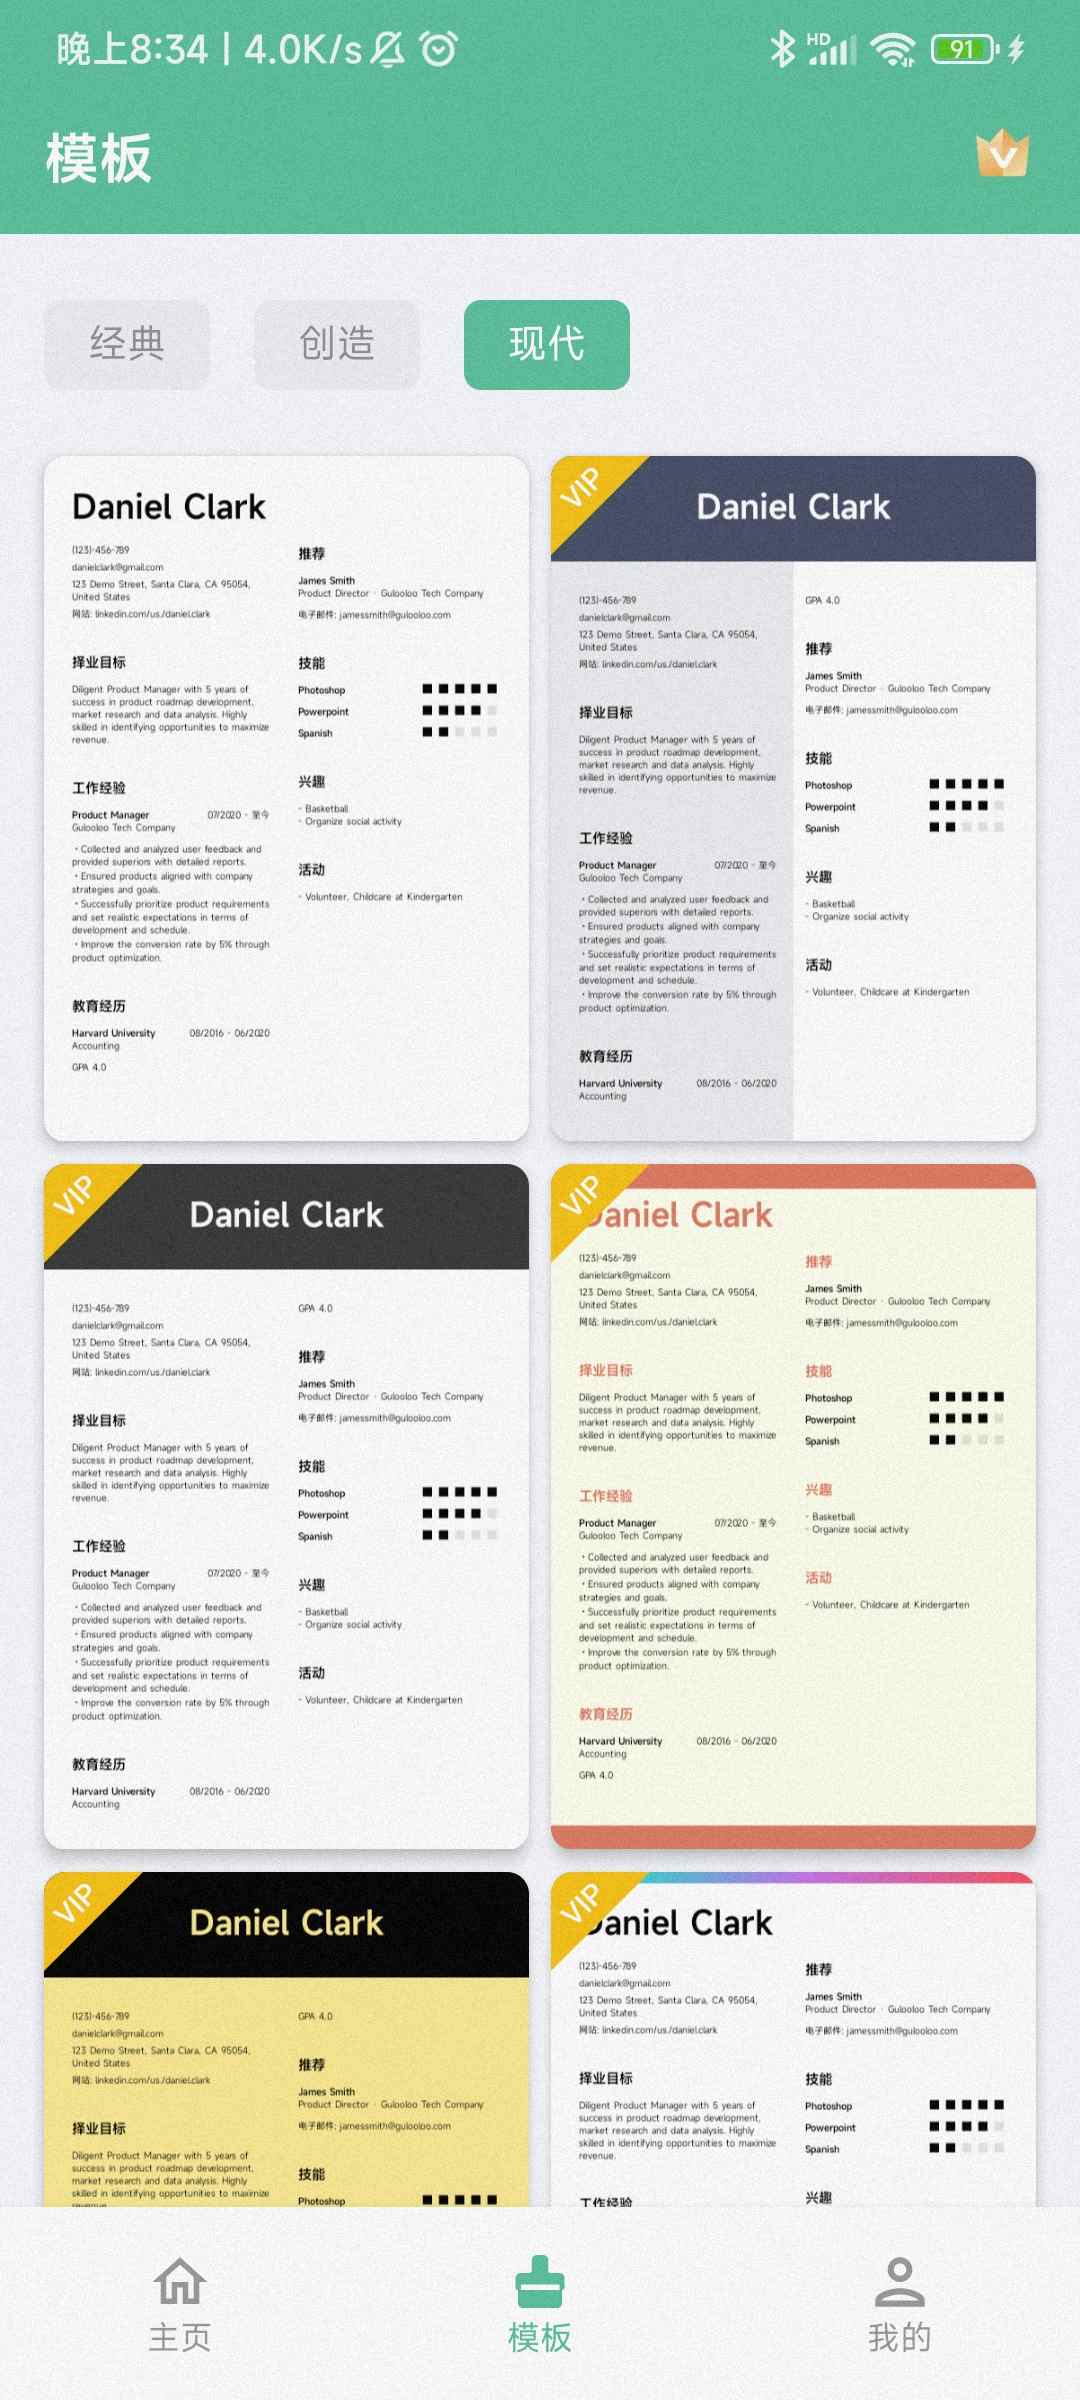 晚上8:34 | 4.0K/s
HD
91
模板
经典
创造
现代
Daniel Clark
(123)-456-789
danielclark@gmail.com
123 Demo Street, Santa Clara, CA 95054,
United States
网站: linkedin.com/us./daniel.clark
择业目标
Diligent Product Manager with 5 years of
success in product roadmap development,
market research and data analysis. Highly
skilled in identifying opportunities to maximize
revenue.
工作经验
Product Manager 07/2020 - 至今
Gulooloo Tech Company
・Collected and analyzed user feedback and
provided superiors with detailed reports.
・Ensured products aligned with company
strategies and goals.
・Successfully prioritize product requirements
and set realistic expectations in terms of
development and schedule.
・Improve the conversion rate by 5% through
product optimization.
教育经历
Harvard University 08/2016 - 06/2020
Accounting
GPA 4.0
推荐
James Smith
Product Director · Gulooloo Tech Company
电子邮件: jamessmith@gulooloo.com
技能
Photoshop
Powerpoint
Spanish
兴趣
- Basketball
- Organize social activity
活动
- Volunteer, Childcare at Kindergarten
VIP
Daniel Clark
(123)-456-789
danielclark@gmail.com
123 Demo Street, Santa Clara, CA 95054,
United States
网站: linkedin.com/us./daniel.clark
择业目标
Diligent Product Manager with 5 years of
success in product roadmap development,
market research and data analysis. Highly
skilled in identifying opportunities to maximize
revenue.
工作经验
Product Manager 07/2020 - 至今
Gulooloo Tech Company
・Collected and analyzed user feedback and
provided superiors with detailed reports.
・Ensured products aligned with company
strategies and goals.
・Successfully prioritize product requirements
and set realistic expectations in terms of
development and schedule.
・Improve the conversion rate by 5% through
product optimization.
教育经历
Harvard University 08/2016 - 06/2020
Accounting
GPA 4.0
推荐
James Smith
Product Director · Gulooloo Tech Company
电子邮件: jamessmith@gulooloo.com
技能
Photoshop
Powerpoint
Spanish
兴趣
- Basketball
- Organize social activity
活动
- Volunteer, Childcare at Kindergarten
VIP
Daniel Clark
(123)-456-789
danielclark@gmail.com
123 Demo Street, Santa Clara, CA 95054,
United States
网站: linkedin.com/us./daniel.clark
择业目标
Diligent Product Manager with 5 years of
success in product roadmap development,
market research and data analysis. Highly
skilled in identifying opportunities to maximize
revenue.
工作经验
Product Manager 07/2020 - 至今
Gulooloo Tech Company
・Collected and analyzed user feedback and
provided superiors with detailed reports.
・Ensured products aligned with company
strategies and goals.
・Successfully prioritize product requirements
and set realistic expectations in terms of
development and schedule.
・Improve the conversion rate by 5% through
product optimization.
教育经历
Harvard University 08/2016 - 06/2020
Accounting
GPA 4.0
推荐
James Smith
Product Director · Gulooloo Tech Company
电子邮件: jamessmith@gulooloo.com
技能
Photoshop
Powerpoint
Spanish
兴趣
- Basketball
- Organize social activity
活动
- Volunteer, Childcare at Kindergarten
VIP
Daniel Clark
(123)-456-789
danielclark@gmail.com
123 Demo Street, Santa Clara, CA 95054,
United States
网站: linkedin.com/us./daniel.clark
择业目标
Diligent Product Manager with 5 years of
success in product roadmap development,
market research and data analysis. Highly
skilled in identifying opportunities to maximize
revenue.
工作经验
Product Manager 07/2020 - 至今
Gulooloo Tech Company
・Collected and analyzed user feedback and
provided superiors with detailed reports.
・Ensured products aligned with company
strategies and goals.
・Successfully prioritize product requirements
and set realistic expectations in terms of
development and schedule.
・Improve the conversion rate by 5% through
product optimization.
教育经历
Harvard University 08/2016 - 06/2020
Accounting
GPA 4.0
推荐
James Smith
Product Director · Gulooloo Tech Company
电子邮件: jamessmith@gulooloo.com
技能
Photoshop
Powerpoint
Spanish
兴趣
- Basketball
- Organize social activity
活动
- Volunteer, Childcare at Kindergarten
VIP
Daniel Clark
(123)-456-789
danielclark@gmail.com
123 Demo Street, Santa Clara, CA 95054,
United States
网站: linkedin.com/us./daniel.clark
择业目标
Diligent Product Manager with 5 years of
success in product roadmap development,
market research and data analysis. Highly
skilled in identifying opportunities to maximize
revenue.
GPA 4.0
推荐
James Smith
Product Director · Gulooloo Tech Company
电子邮件: jamessmith@gulooloo.com
技能
Photoshop
VIP
Daniel Clark
(123)-456-789
danielclark@gmail.com
123 Demo Street, Santa Clara, CA 95054,
United States
网站: linkedin.com/us./daniel.clark
择业目标
Diligent Product Manager with 5 years of
success in product roadmap development,
market research and data analysis. Highly
skilled in identifying opportunities to maximize
revenue.
工作经验
推荐
James Smith
Product Director · Gulooloo Tech Company
电子邮件: jamessmith@gulooloo.com
技能
Photoshop
Powerpoint
Spanish
兴趣
主页
模板
我的